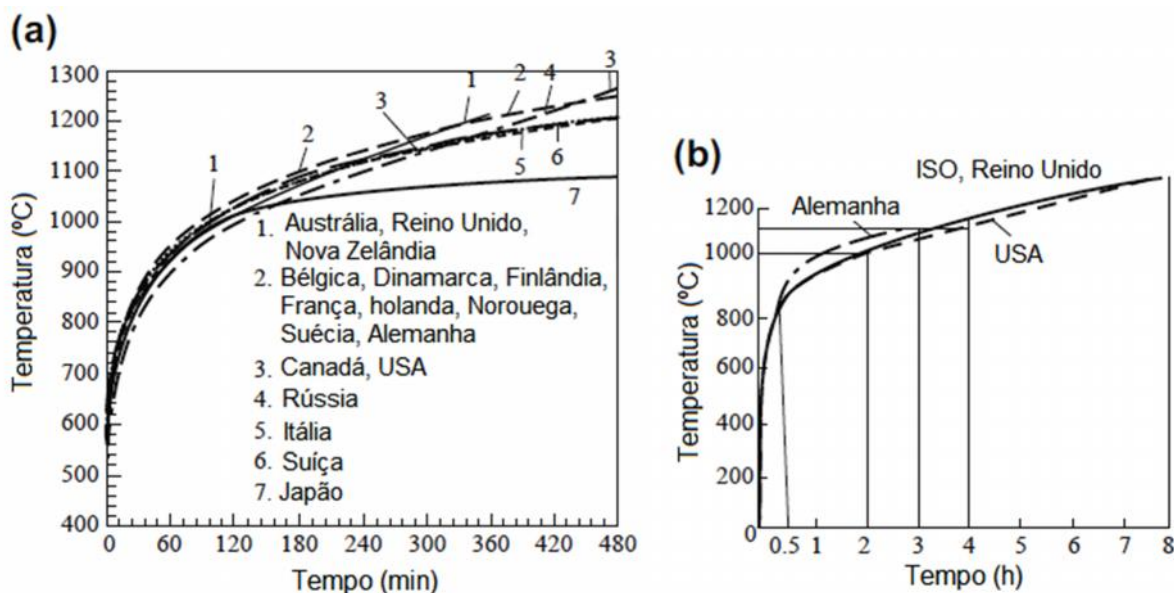 (a)
Temperatura (ºC)
1300
1200
1100
1000
900
800
700
600
500
400
0 60 120 180 240 300 360 420 480
Tempo (min)
1 2 3 1 2 4 3
5 6
7
1. Austrália, Reino Unido,
Nova Zelândia
2. Bélgica, Dinamarca, Finlândia,
França, holanda, Norouega,
Suécia, Alemanha
3. Canadá, USA
4. Rússia
5. Itália
6. Suíça
7. Japão
(b)
Temperatura (ºC)
1200
1000
800
600
400
200
0
0.5 1 2 3 4 5 6 7 8
Tempo (h)
ISO, Reino Unido
Alemanha
USA